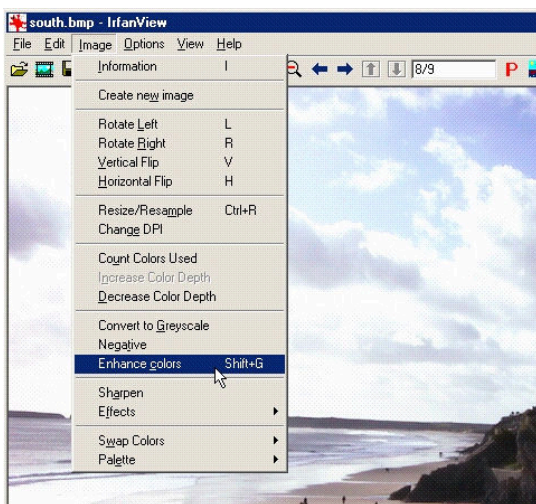 south.bmp - IrfanView
File Edit Image Options View Help
8/9 P
Information I
Create new image
Rotate Left L
Rotate Right R
Vertical Flip V
Horizontal Flip H
Resize/Resample Ctrl+R
Change DPI
Count Colors Used
Increase Color Depth
Decrease Color Depth
Convert to Greyscale
Negative
Enhance colors Shift+G
Sharpen
Effects
Swap Colors
Palette